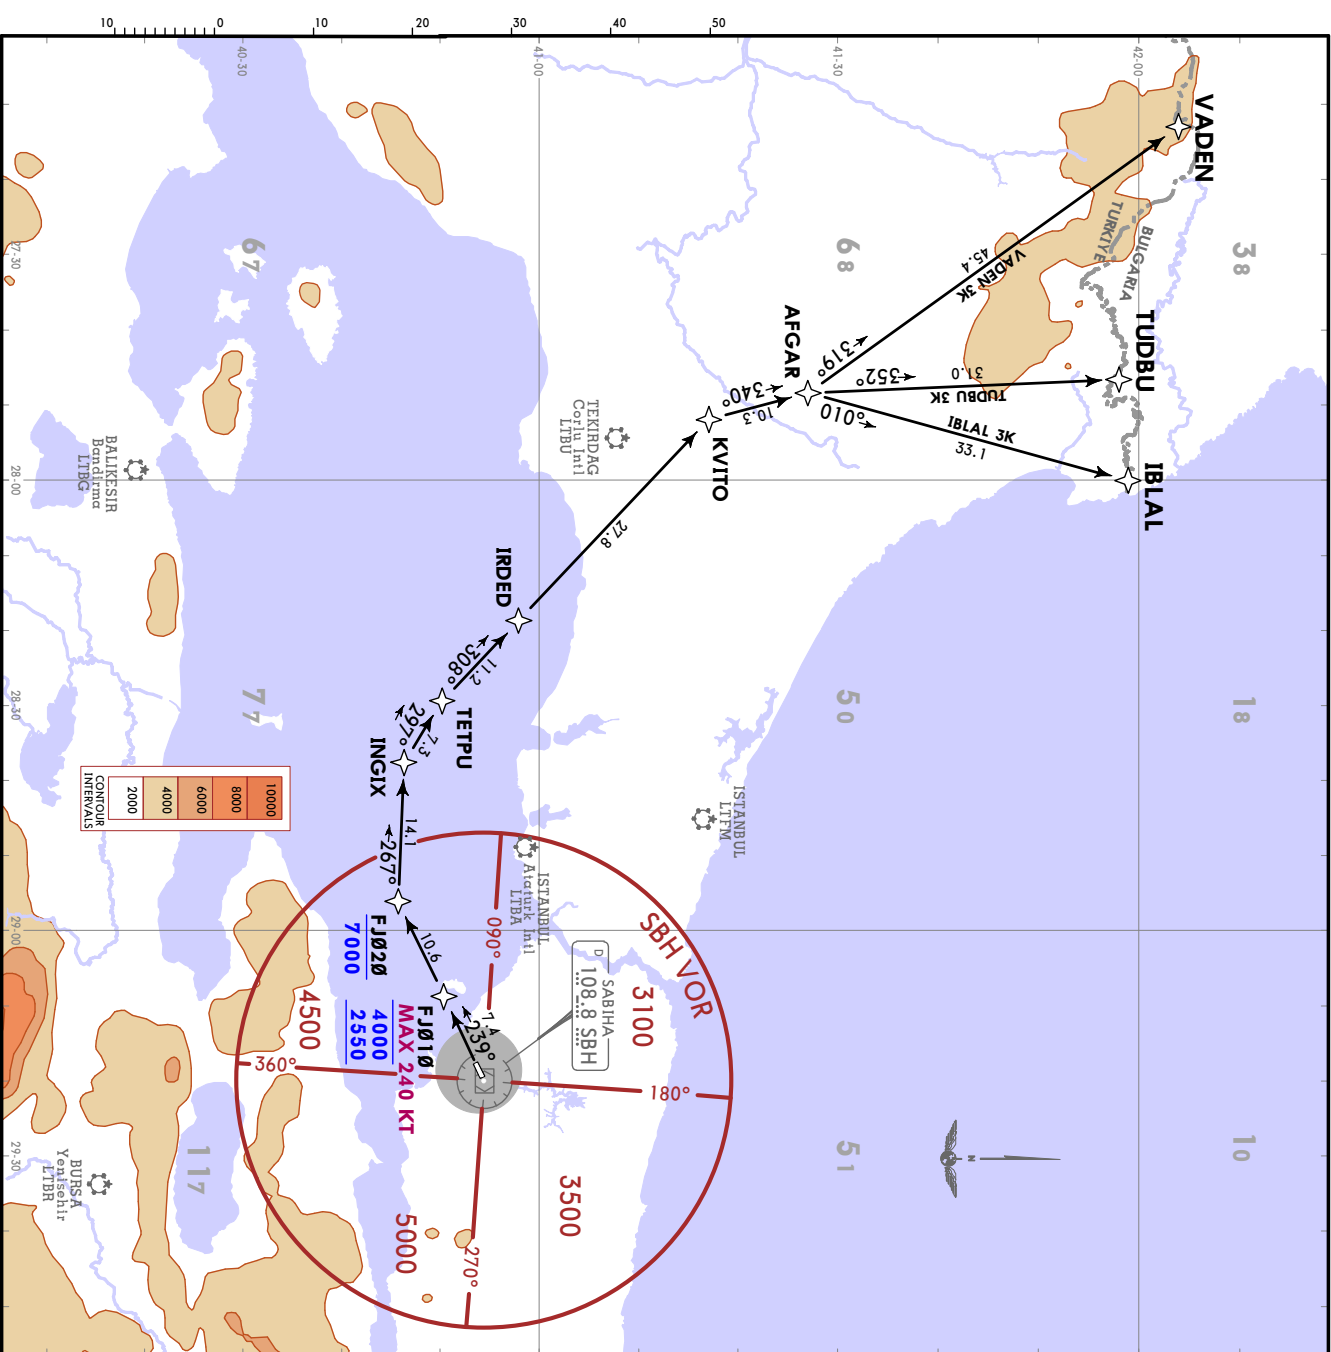 10
0
10
20
30
40
50
40-30
41-00
41-30
42-00
27-30
28-00
28-30
29-00
29-30
VADEN
TUDBU
IBLAL
AFGAR
KVITO
IRDED
TETPU
INGIX
BULGARIA
TURKIYE
VADEN 3K
45.4
319°
352°
31.0
TUDBU 3K
010°
IBLAL 3K
33.1
340°
10.3
27.8
308°
11.2
297°
7.3
14.1
267°
10.6
7.4
239°
67
68
38
77
50
18
117
51
10
TEKIRDAG
Corlu Intl
LTBU
BALIKESIR
Bandirma
LTBG
ISTANBUL
LTFM
ISTANBUL
Ataturk Intl
LTBA
BURSA
Yenisehir
LTBR
SABIHA
D 108.8 SBH
SBH VOR
3100
3500
4500
5000
090°
180°
270°
360°
FJØ2Ø
7000
FJØ1Ø
MAX 240 KT
4000
2550
N
10000
8000
6000
4000
2000
CONTOUR
INTERVALS